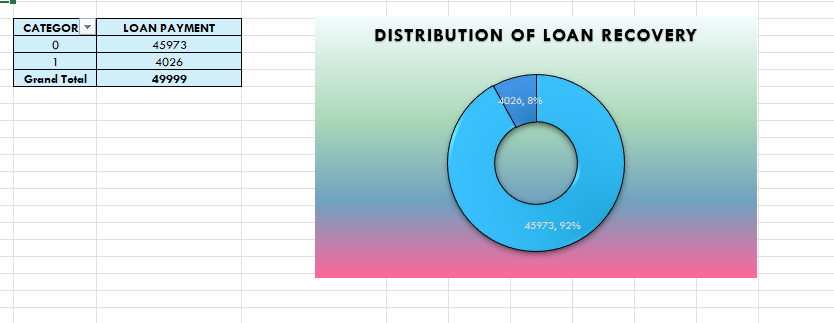 CATEGOR LOAN PAYMENT
0 45973
1 4026
Grand Total 49999
DISTRIBUTION OF LOAN RECOVERY
4026, 8%
45973, 92%